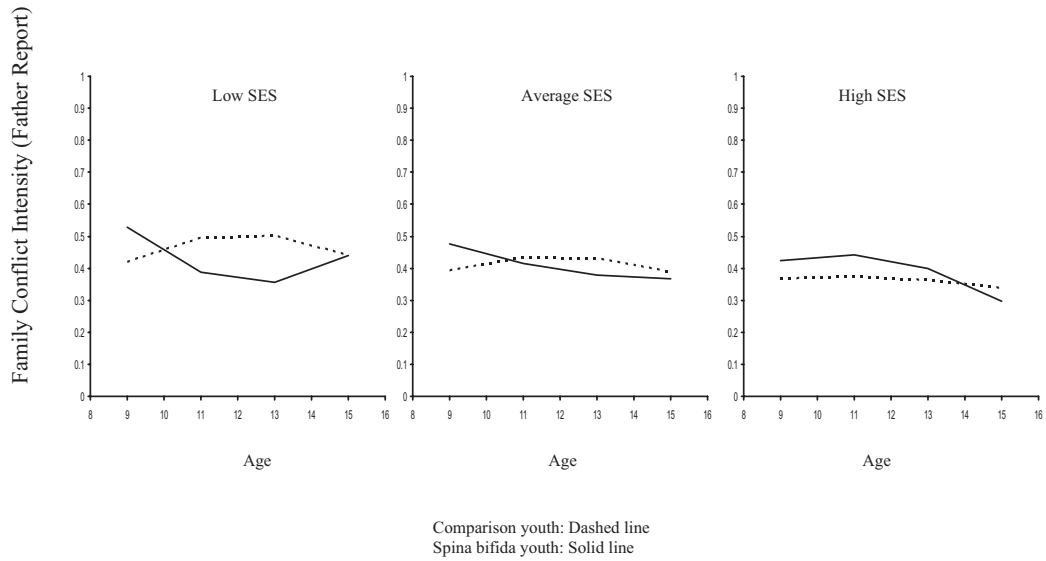 Family Conflict Intensity (Father Report)
Low SES
1
0.9
0.8
0.7
0.6
0.5
0.4
0.3
0.2
0.1
0
8 9 10 11 12 13 14 15 16
Age
Average SES
1
0.9
0.8
0.7
0.6
0.5
0.4
0.3
0.2
0.1
0
8 9 10 11 12 13 14 15 16
Age
High SES
1
0.9
0.8
0.7
0.6
0.5
0.4
0.3
0.2
0.1
0
8 9 10 11 12 13 14 15 16
Age
Comparison youth: Dashed line
Spina bifida youth: Solid line